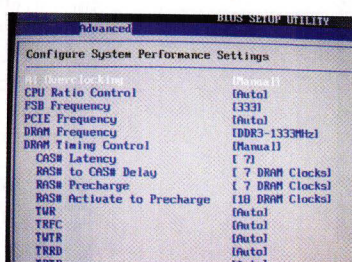 BIOS SETUP UTILITY
Advanced
Configure System Performance Settings
AI Overclocking [Manual]
CPU Ratio Control [Auto]
FSB Frequency [333]
PCIE Frequency [Auto]
DRAM Frequency [DDR3-1333MHz]
DRAM Timing Control [Manual]
CAS# Latency [ 7]
RAS# to CAS# Delay [ 7 DRAM Clocks]
RAS# Precharge [ 7 DRAM Clocks]
RAS# Activate to Precharge [18 DRAM Clocks]
TWR [Auto]
TRFC [Auto]
TWTR [Auto]
TRRD [Auto]